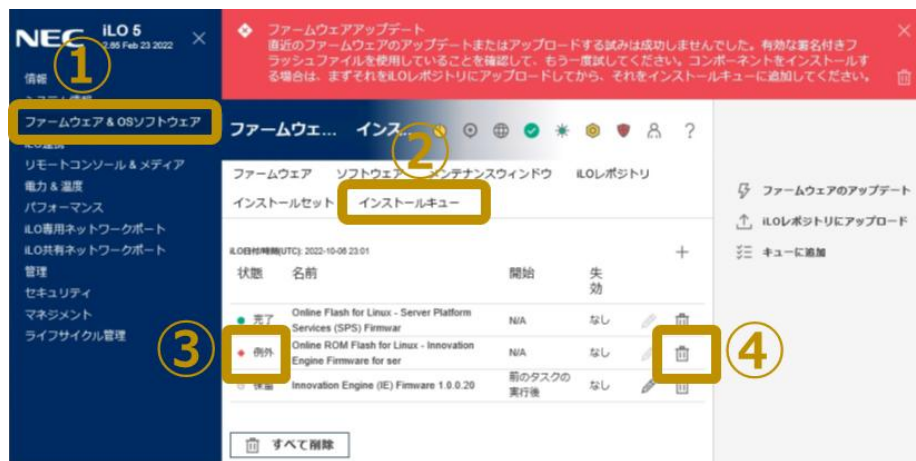 NEC
iLO 5
2.65 Feb 23 2022
①
情報
ファームウェア & OSソフトウェア
リモートコンソール & メディア
電力 & 温度
パフォーマンス
iLO専用ネットワークポート
iLO共有ネットワークポート
管理
セキュリティ
マネジメント
ライフサイクル管理
ファームウェアアップデート
直近のファームウェアのアップデートまたはアップロードする試みは成功しませんでした。有効な署名付きフ
ラッシュファイルを使用していることを確認して、もう一度試してください。コンポーネントをインストールす
る場合は、まずそれをiLOレポジトリにアップロードしてから、それをインストールキューに追加してください。
ファームウェ... インス...
②
?
ファームウェア ソフトウェア メンテナンスウィンドウ iLOレポジトリ
インストールセット インストールキュー
iLO日付/時間(UTC): 2022-10-06 23:01
状態 名前 開始 失
効
完了 Online Flash for Linux - Server Platform
Services (SPS) Firmwar N/A なし
③ 例外 Online ROM Flash for Linux - Innovation
Engine Firmware for ser N/A なし ④
Innovation Engine (IE) Firmware 1.0.0.20 前のタスクの
実行後 なし
すべて削除
ファームウェアのアップデート
iLOレポジトリにアップロード
キューに追加